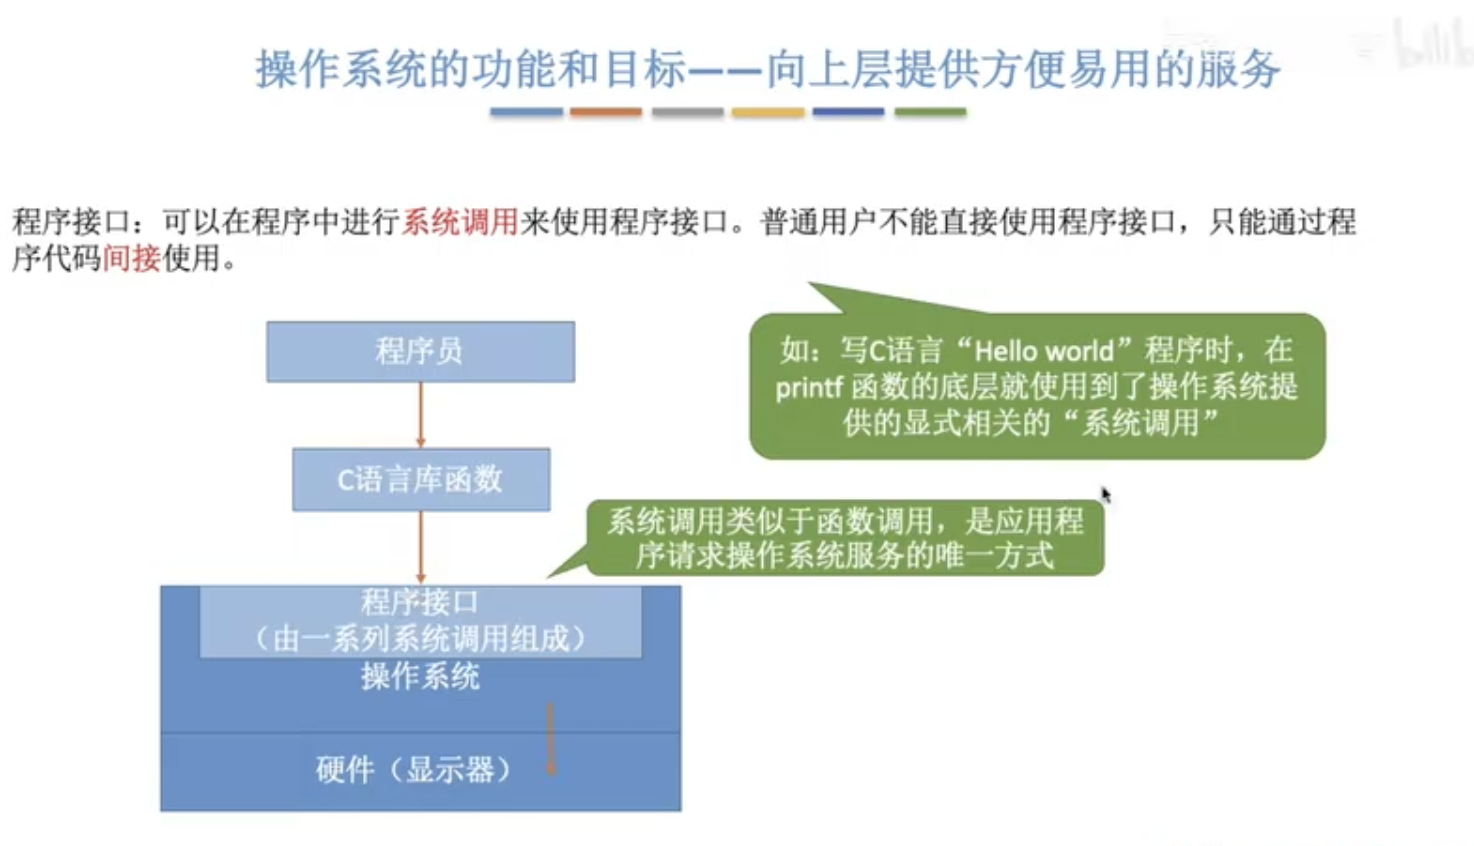 操作系统的功能和目标——向上层提供方便易用的服务
程序接口：可以在程序中进行系统调用来使用程序接口。普通用户不能直接使用程序接口，只能通过程
序代码间接使用。
程序员
如：写C语言“Hello world”程序时，在
printf 函数的底层就使用到了操作系统提
供的显式相关的“系统调用”
C语言库函数
系统调用类似于函数调用，是应用程
序请求操作系统服务的唯一方式
程序接口
（由一系列系统调用组成）
操作系统
硬件（显示器）